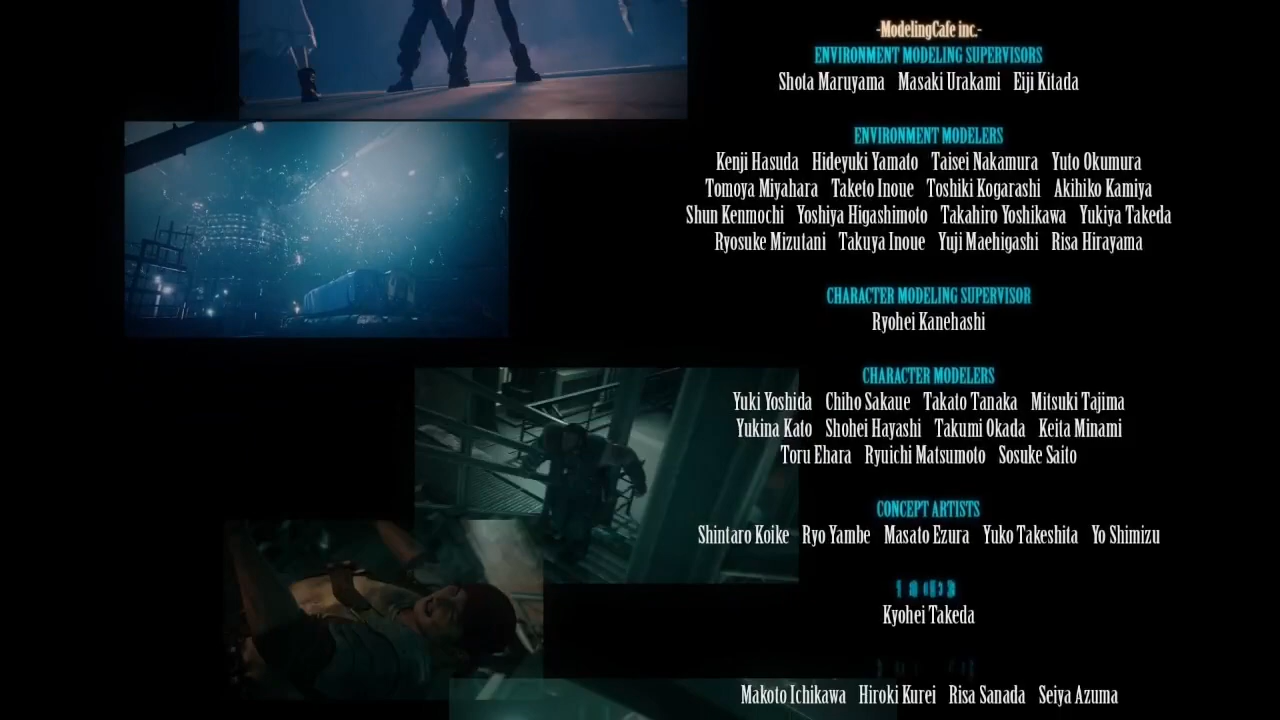 -ModelingCafe inc.-
ENVIRONMENT MODELING SUPERVISORS
Shota Maruyama Masaki Urakami Eiji Kitada
ENVIRONMENT MODELERS
Kenji Hasuda Hideyuki Yamato Taisei Nakamura Yuto Okumura
Tomoya Miyahara Taketo Inoue Toshiki Kogarashi Akihiko Kamiya
Shun Kenmochi Yoshiya Higashimoto Takahiro Yoshikawa Yukiya Takeda
Ryosuke Mizutani Takuya Inoue Yuji Maehigashi Risa Hirayama
CHARACTER MODELING SUPERVISOR
Ryohei Kanehashi
CHARACTER MODELERS
Yuki Yoshida Chiho Sakaue Takato Tanaka Mitsuki Tajima
Yukina Kato Shohei Hayashi Takumi Okada Keita Minami
Toru Ehara Ryuichi Matsumoto Sosuke Saito
CONCEPT ARTISTS
Shintaro Koike Ryo Yambe Masato Ezura Yuko Takeshita Yo Shimizu
Kyohei Takeda
Makoto Ichikawa Hiroki Kurei Risa Sanada Seiya Azuma